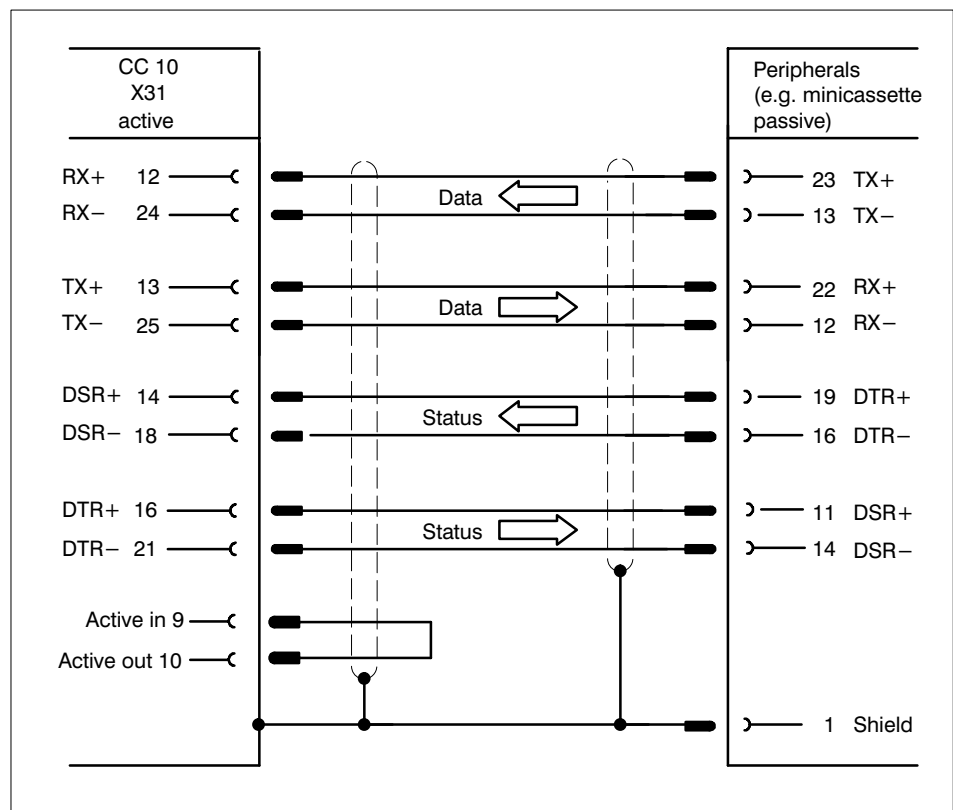 CC 10
X31
active
Peripherals
(e.g. minicassette
passive)
RX+ 12
Data
23 TX+
RX− 24
13 TX−
TX+ 13
Data
22 RX+
TX− 25
12 RX−
DSR+ 14
Status
19 DTR+
DSR− 18
16 DTR−
DTR+ 16
Status
11 DSR+
DTR− 21
14 DSR−
Active in 9
Active out 10
1 Shield